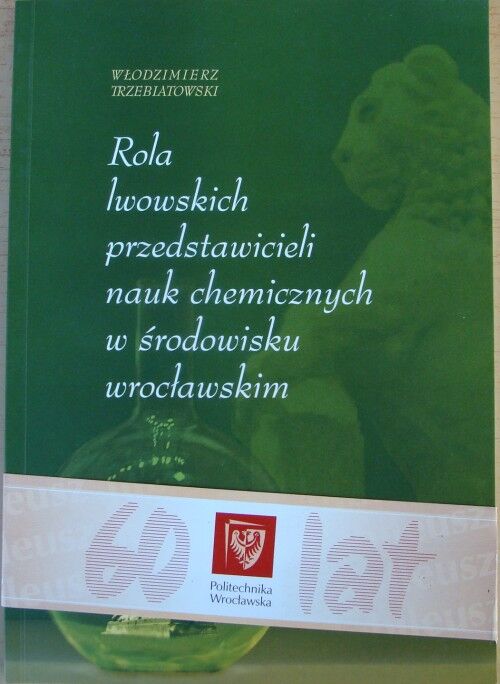 WŁODZIMIERZ
TRZEBIATOWSKI
Rola
lwowskich
przedstawicieli
nauk chemicznych
w środowisku
wrocławskim
60 lat
Politechnika
Wrocławska